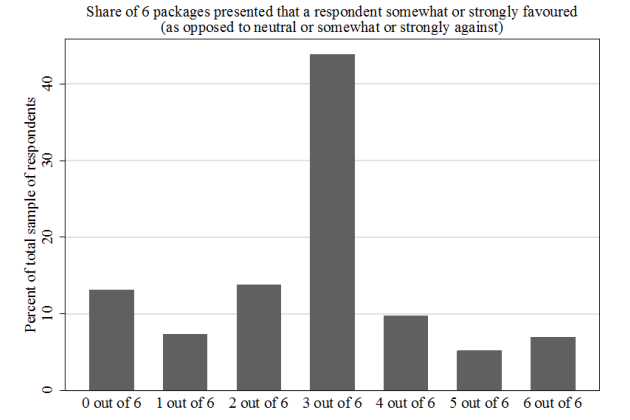 Share of 6 packages presented that a respondent somewhat or strongly favoured
(as opposed to neutral or somewhat or strongly against)
Percent of total sample of respondents
40
30
20
10
0
0 out of 6 1 out of 6 2 out of 6 3 out of 6 4 out of 6 5 out of 6 6 out of 6